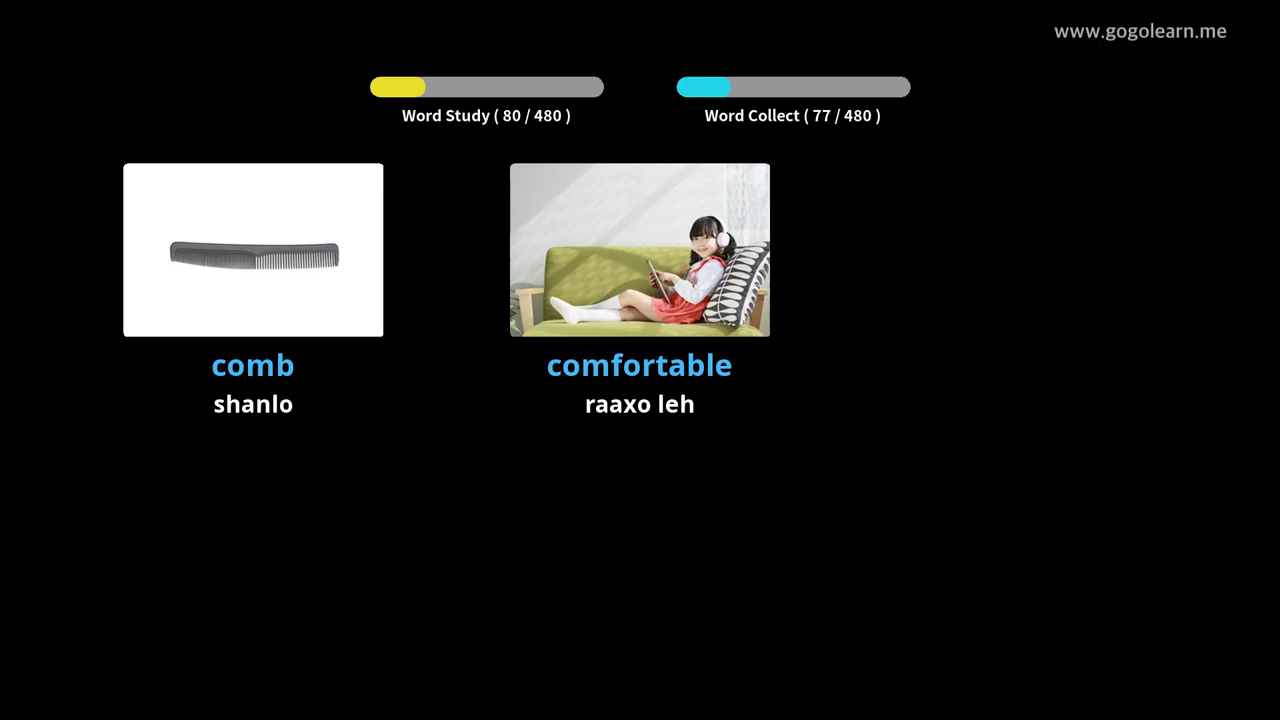 www.gogolearn.me
Word Study ( 80 / 480 )
Word Collect ( 77 / 480 )
comb
shanlo
comfortable
raaxo leh